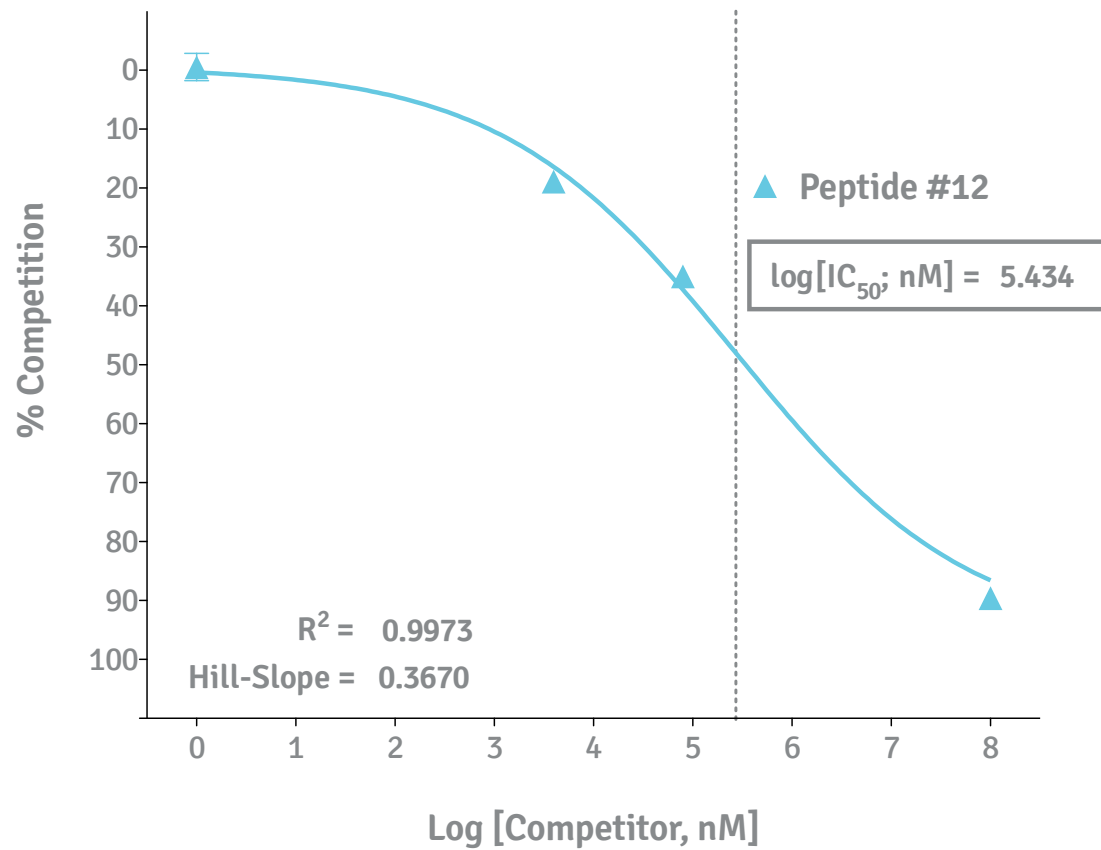 0
10
20
30
40
50
60
70
80
90
100
% Competition
Peptide #12
log[IC50; nM] = 5.434
R2 = 0.9973
Hill-Slope = 0.3670
0 1 2 3 4 5 6 7 8
Log [Competitor, nM]